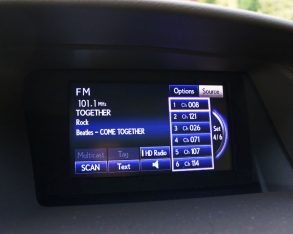 FM
Options Source
101.1 MHz
TOGETHER
Rock
Beatles - COME TOGETHER
1 Ch 008
2 Ch 121
3 Ch 026
4 Ch 071
5 Ch 107
6 Ch 114
Set
4/6
Multicast Tag HD Radio
SCAN Text